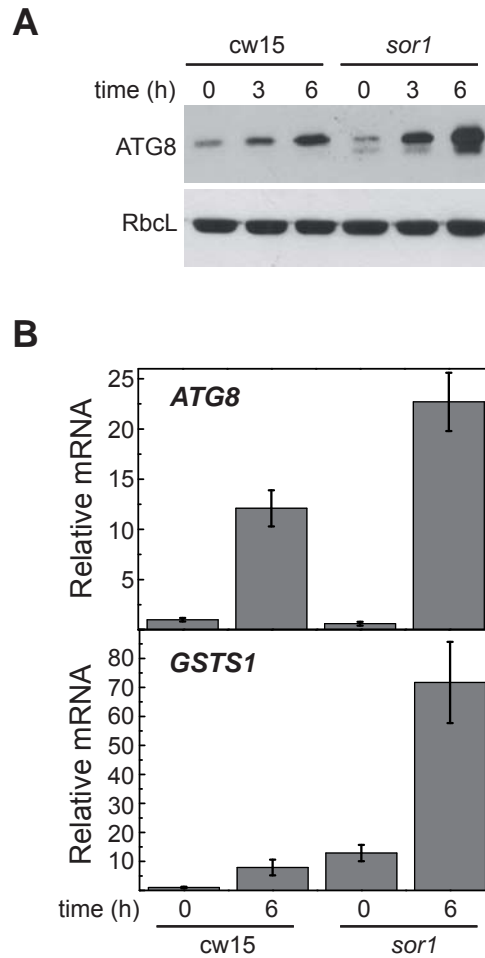 A
cw15 sor1
time (h) 0 3 6 0 3 6
ATG8
RbcL
B
25
20
15
10
5
Relative mRNA
ATG8
80
70
60
50
40
30
20
10
Relative mRNA
GSTS1
time (h) 0 6 0 6
cw15 sor1